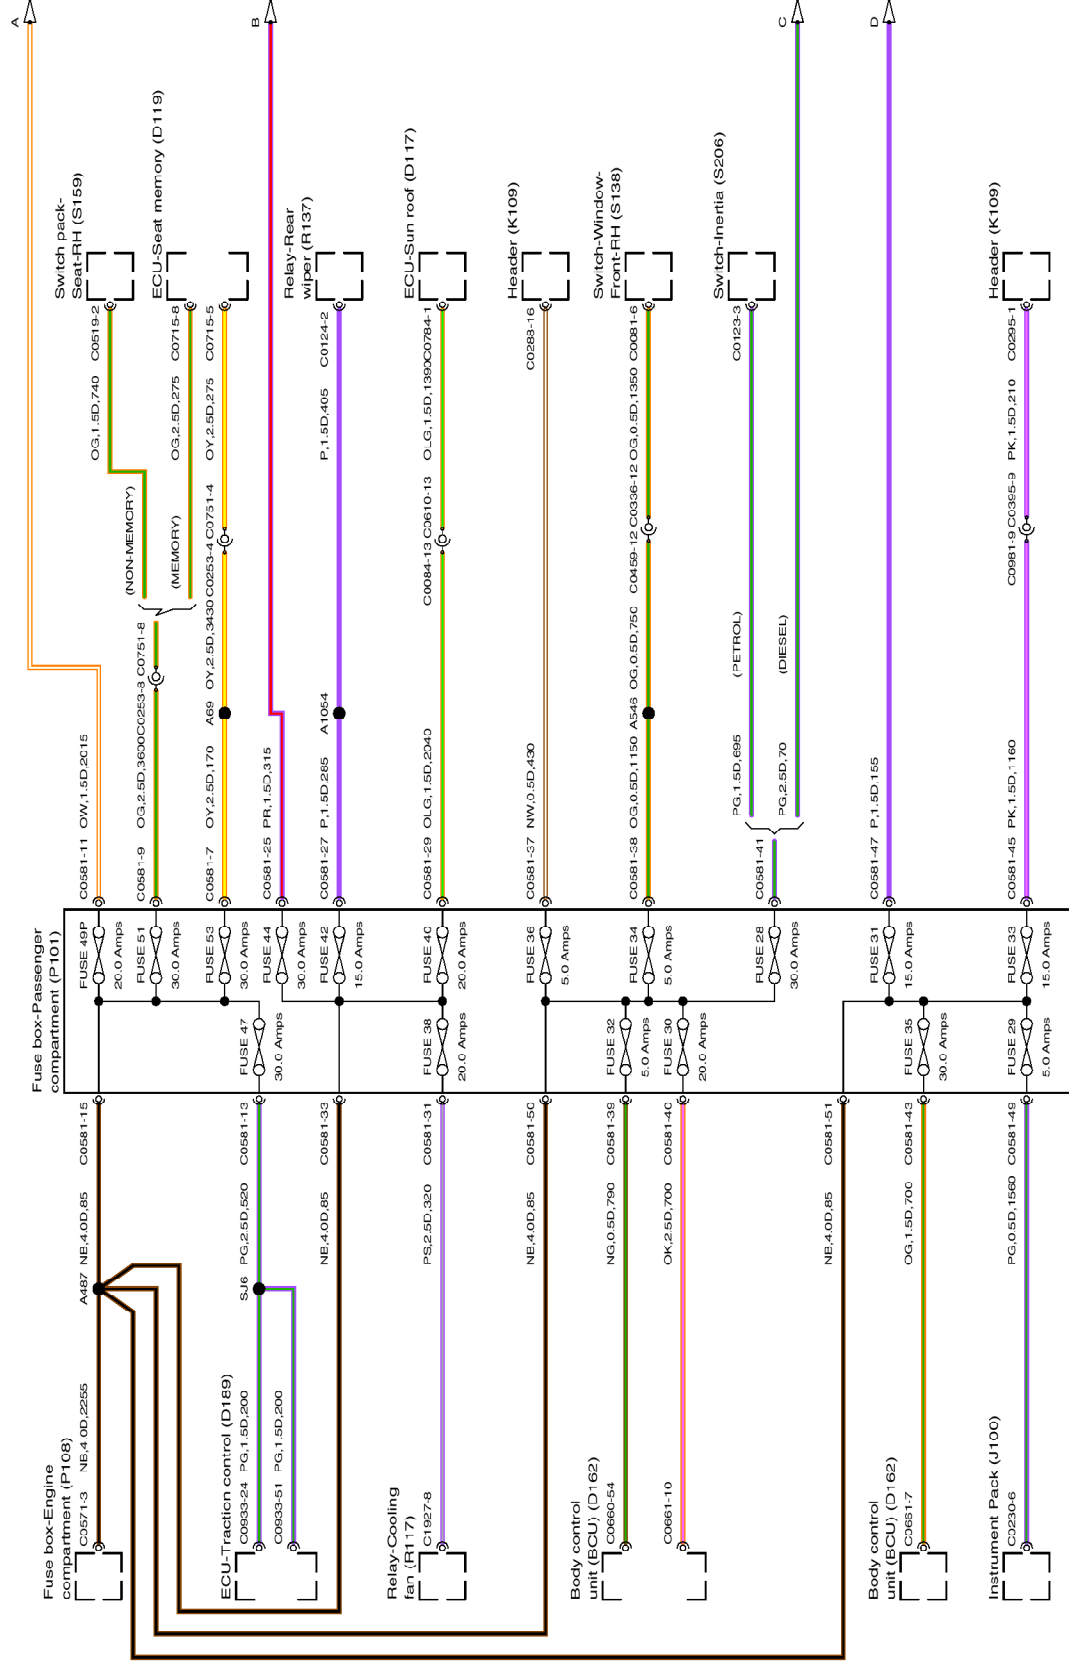 A
B
C
D
Switch pack-
Seat-RH (S159)
ECU-Seat memory (D119)
Relay-Rear
wiper (R137)
ECU-Sun roof (D117)
Header (K109)
Switch-Window-
Front-RH (S138)
Switch-Inertia (S206)
Header (K109)
C0519-2
C0715-8
C0715-5
C0124-2
C0784-1
C0288-16
C0081-6
C0123-3
C0295-1
OG,1.5D,740
OG,2.5D,275
OY,2.5D,275
P,1.5D,405
OLG,1.5D,1390
OG,0.5D,1350
PK,1.5D,210
(NON-MEMORY)
(MEMORY)
C0751-8
C0253-8
C0751-4
C0253-4
C0610-13
C0084-13
C0336-12
C0459-12
C0395-9
C0981-9
(PETROL)
(DIESEL)
OY,2.5D,3430
OG,0.5D,750
A69
A1054
A546
OW,1.5D,2015
OG,2.5D,3600
OY,2.5D,170
PR,1.5D,315
P,1.5D,285
OLG,1.5D,2040
NW,0.5D,430
OG,0.5D,1150
PG,1.5D,695
PG,2.5D,70
P,1.5D,155
PK,1.5D,1160
C0581-11
C0581-9
C0581-7
C0581-25
C0581-27
C0581-29
C0581-37
C0581-38
C0581-41
C0581-47
C0581-45
Fuse box-Passenger
compartment (P101)
FUSE 49P
20.0 Amps
FUSE 51
30.0 Amps
FUSE 53
30.0 Amps
FUSE 44
30.0 Amps
FUSE 42
15.0 Amps
FUSE 40
20.0 Amps
FUSE 36
5.0 Amps
FUSE 34
5.0 Amps
FUSE 28
30.0 Amps
FUSE 31
15.0 Amps
FUSE 33
15.0 Amps
FUSE 47
30.0 Amps
FUSE 38
20.0 Amps
FUSE 32
5.0 Amps
FUSE 30
20.0 Amps
FUSE 35
30.0 Amps
FUSE 29
5.0 Amps
C0581-15
C0581-13
C0581-33
C0581-31
C0581-50
C0581-39
C0581-40
C0581-51
C0581-43
C0581-49
NE,4.0D,85
PG,2.5D,520
NE,4.0D,85
PS,2.5D,320
NE,4.0D,85
NG,0.5D,790
OK,2.5D,700
NE,4.0D,85
OG,1.5D,700
PG,0.5D,1560
A487
SJ6
NE,4.0D,2255
PG,1.5D,200
PG,1.5D,200
C0571-3
C0933-24
C0933-51
C1927-8
C0660-54
C0661-10
C0661-7
C0230-6
Fuse box-Engine
compartment (P108)
ECU-Traction control (D189)
Relay-Cooling
fan (R117)
Body control
unit (BCU) (D162)
Body control
unit (BCU) (D162)
Instrument Pack (J100)